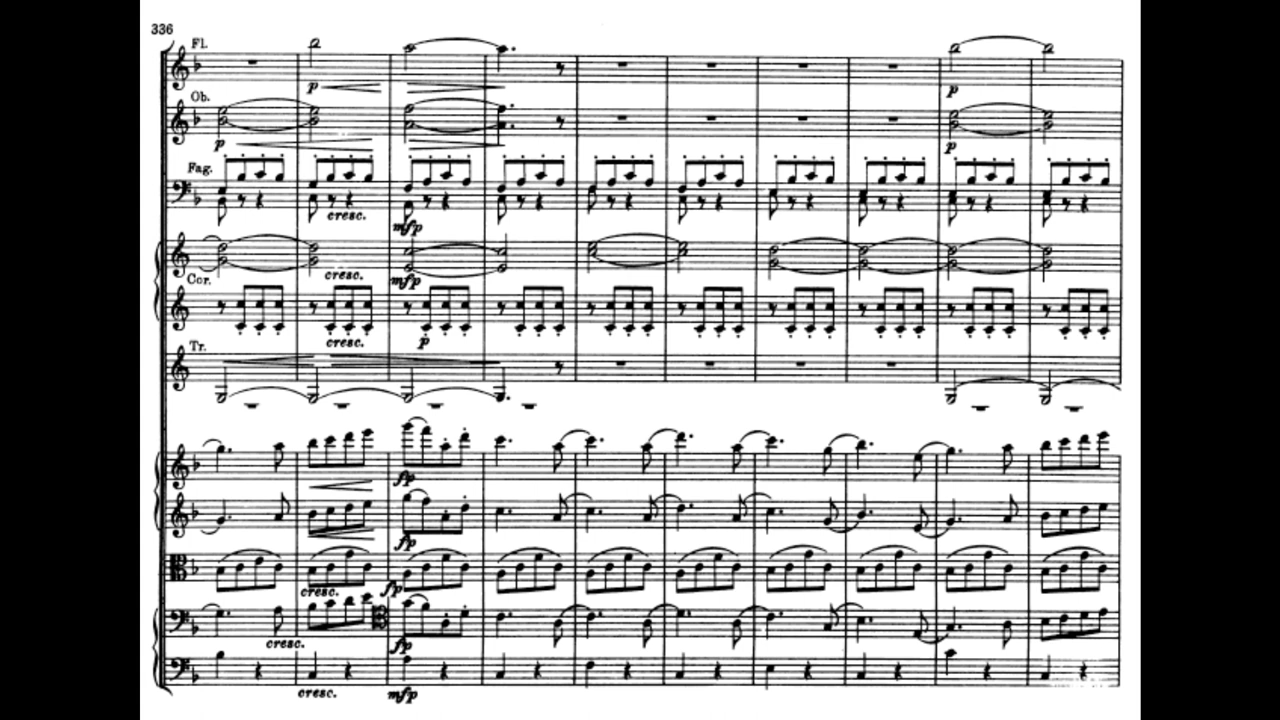 336
Fl.
p
Ob.
p p
Fag.
cresc. mfp
cresc. mfp
Cor.
cresc. p
Tr.
fp
fp
cresc. fp
cresc. fp
cresc. mfp